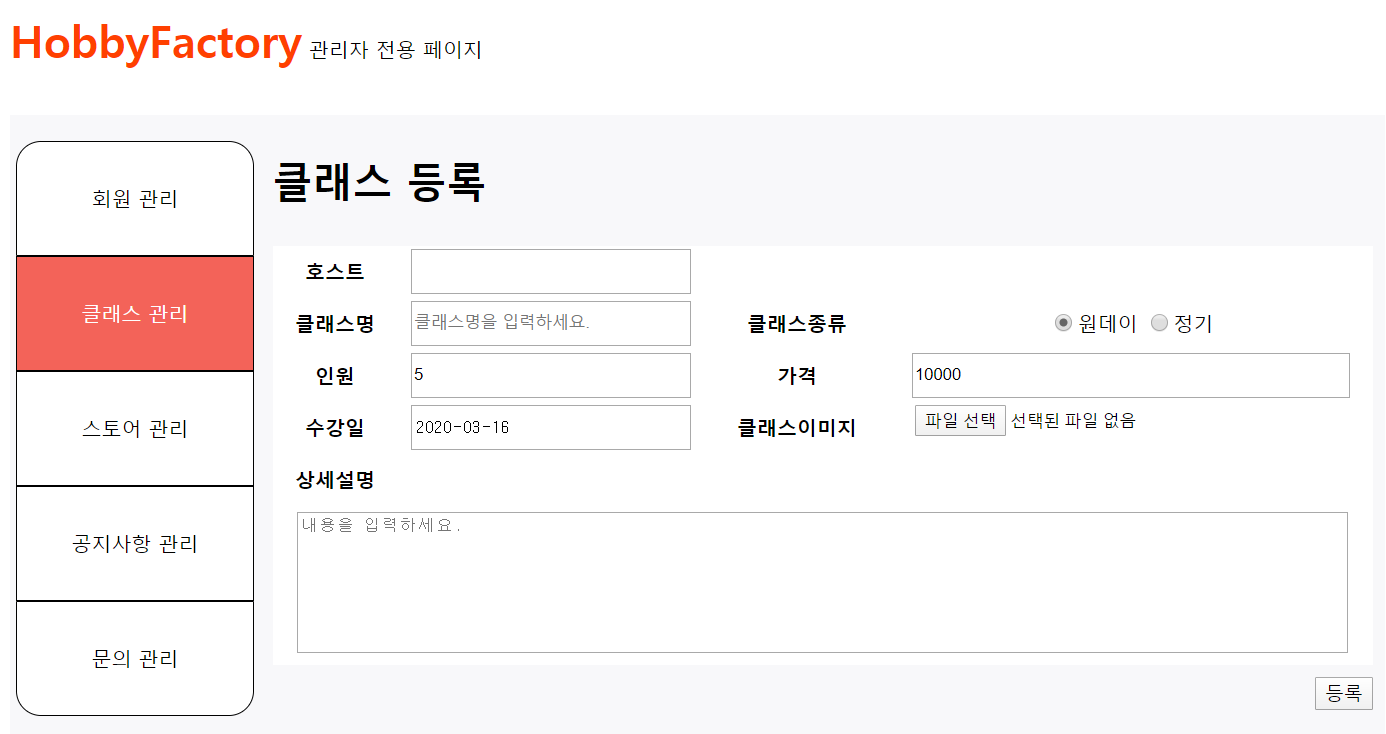 HobbyFactory 관리자 전용 페이지
회원 관리
클래스 관리
스토어 관리
공지사항 관리
문의 관리
클래스 등록
호스트
클래스명 클래스명을 입력하세요. 클래스종류 원데이 정기
인원 5 가격 10000
수강일 2020-03-16 클래스이미지 파일 선택 선택된 파일 없음
상세설명
내용을 입력하세요.
등록